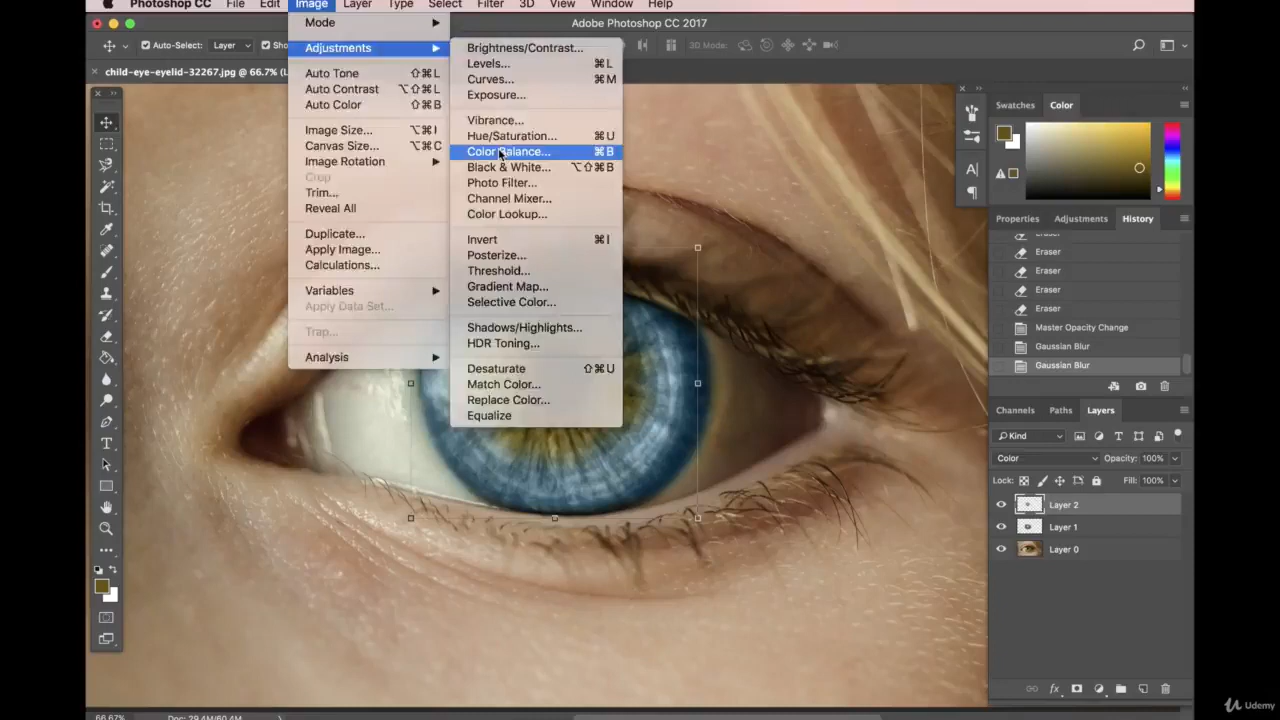 Photoshop CC File Edit Image Layer Type Select Filter 3D View Window Help
Adobe Photoshop CC 2017
Auto-Select: Layer
3D Mode:
child-eye-eyelid-32267.jpg @ 66.7%
Mode
Adjustments
Auto Tone ⇧⌘L
Auto Contrast ⌥⇧⌘L
Auto Color ⇧⌘B
Image Size... ⌥⌘I
Canvas Size... ⌥⌘C
Image Rotation
Crop
Trim...
Reveal All
Duplicate...
Apply Image...
Calculations...
Variables
Apply Data Set...
Trap...
Analysis
Brightness/Contrast...
Levels... ⌘L
Curves... ⌘M
Exposure...
Vibrance...
Hue/Saturation... ⌘U
Color Balance... ⌘B
Black & White... ⌥⇧⌘B
Photo Filter...
Channel Mixer...
Color Lookup...
Invert ⌘I
Posterize...
Threshold...
Gradient Map...
Selective Color...
Shadows/Highlights...
HDR Toning...
Desaturate ⇧⌘U
Match Color...
Replace Color...
Equalize
Swatches Color
Properties Adjustments History
Eraser
Eraser
Eraser
Eraser
Eraser
Master Opacity Change
Gaussian Blur
Gaussian Blur
Channels Paths Layers
Kind
Color Opacity: 100%
Lock: Fill: 100%
Layer 2
Layer 1
Layer 0
66.67% Doc: 29.4M/60.4M
Udemy